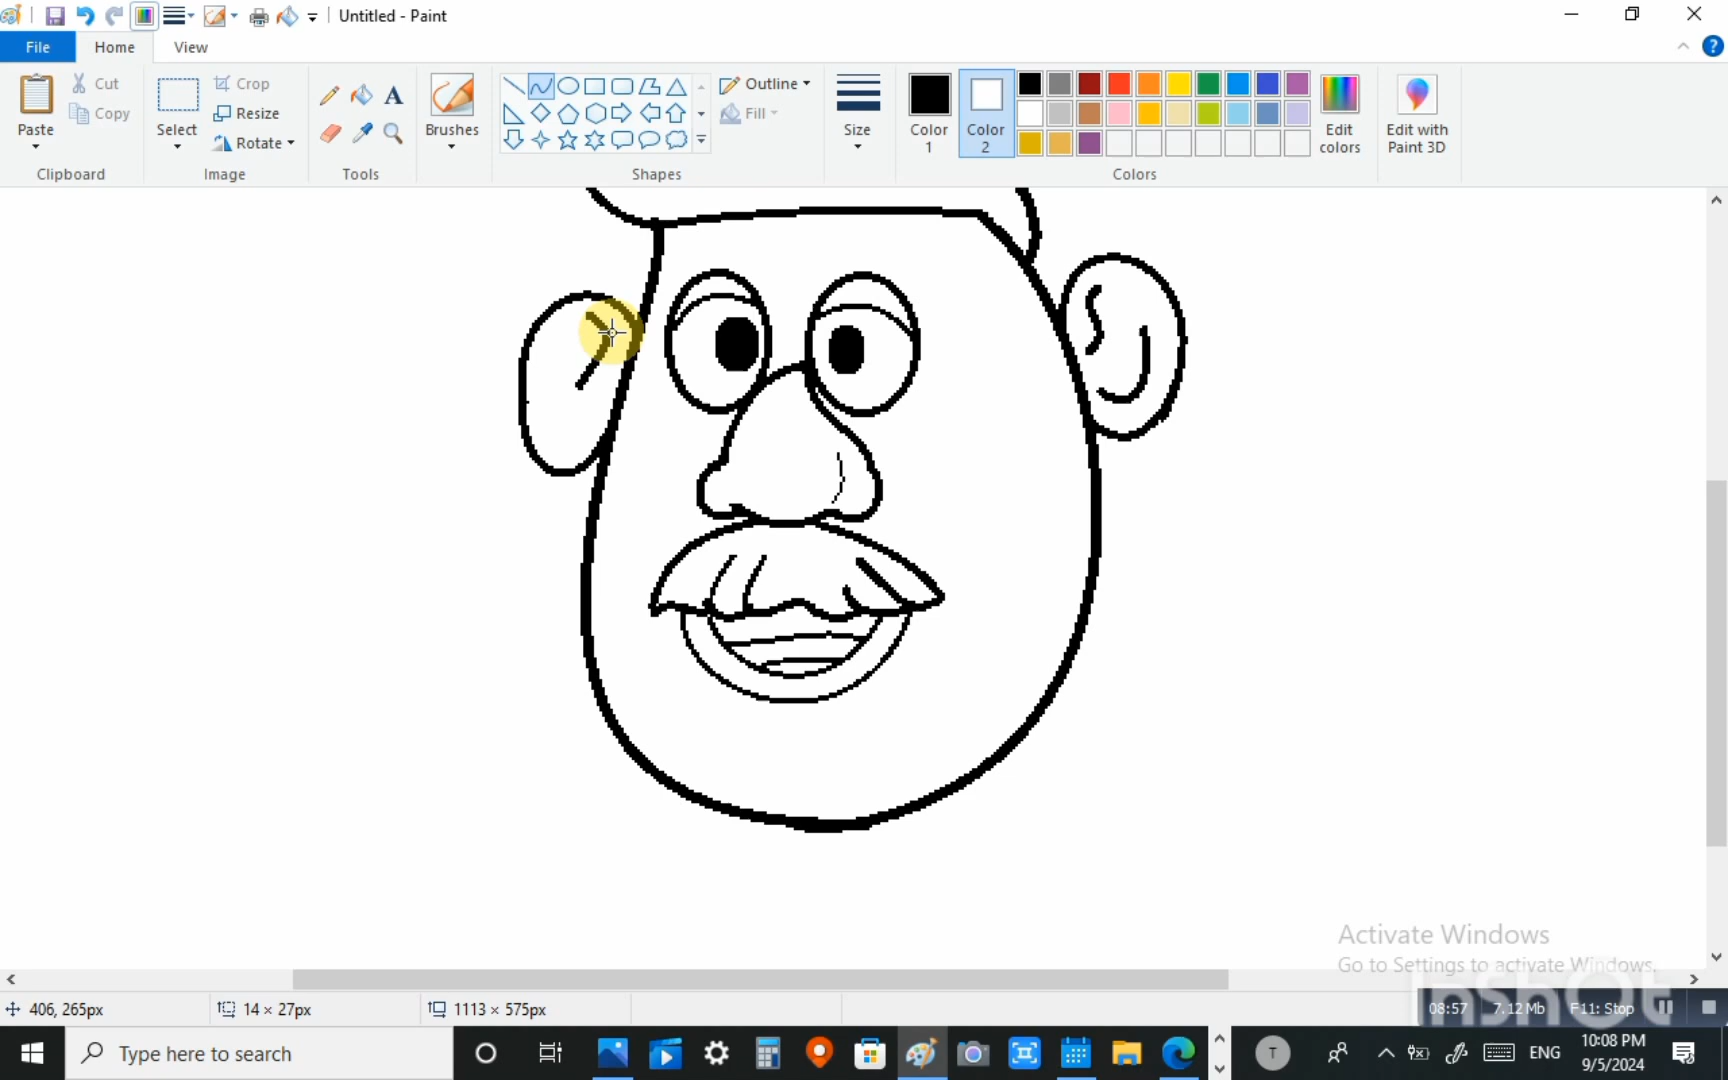 Untitled - Paint
File Home View
Paste
Cut
Copy
Clipboard
Select
Crop
Resize
Rotate
Image
Tools
Brushes
Shapes
Outline
Fill
Size
Color 1
Color 2
Edit colors
Edit with Paint 3D
Colors
Activate Windows
Go to Settings to activate Windows.
InshOt
406, 265px
14 × 27px
1113 × 575px
08:57 7.12 Mb F11: Stop
Type here to search
T
ENG
10:08 PM
9/5/2024